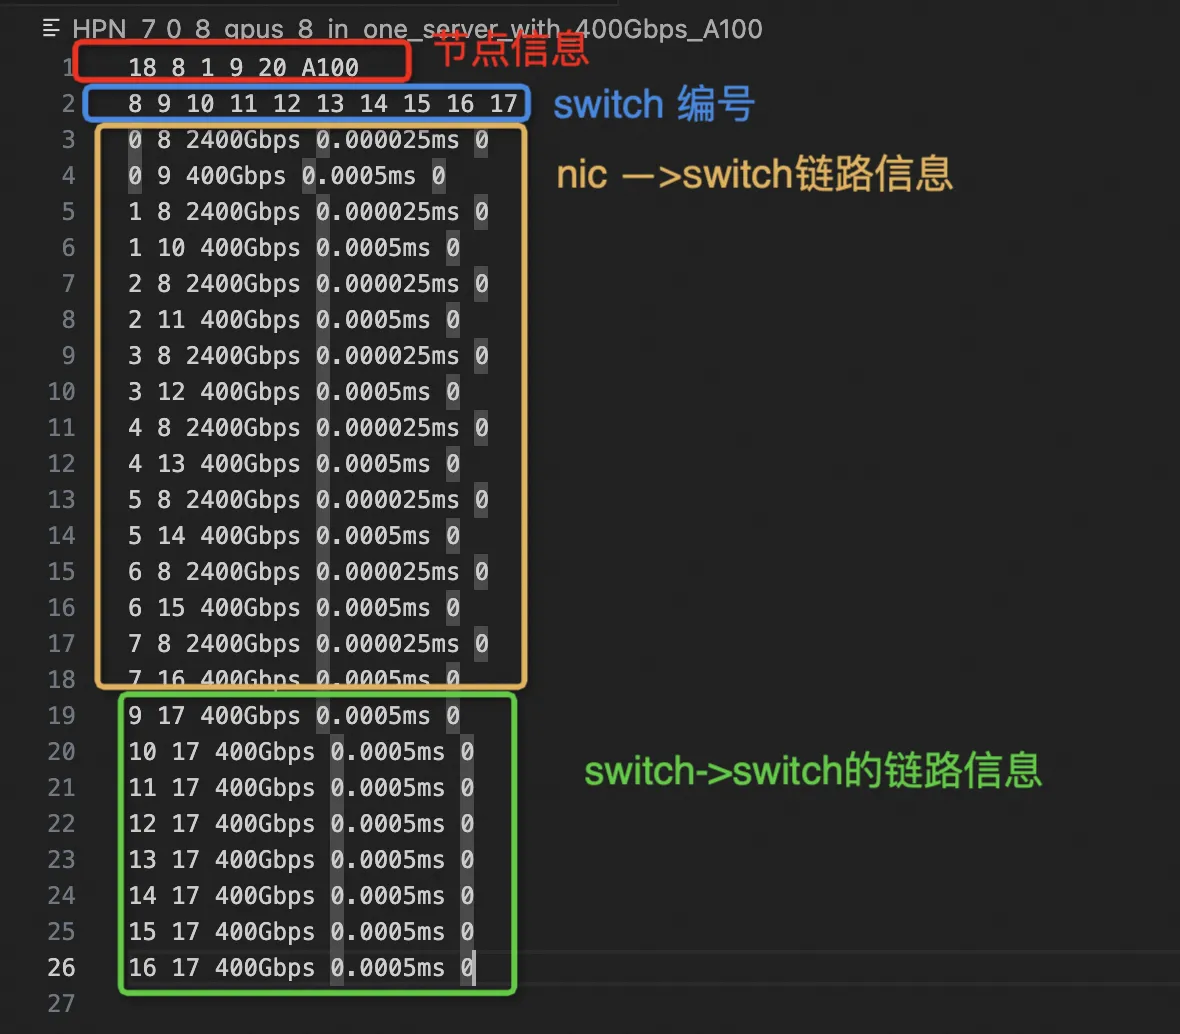 HPN_7_0_8_gpus_8_in_one_server_with_400Gbps_A100
1 18 8 1 9 20 A100 节点信息
2 8 9 10 11 12 13 14 15 16 17 switch 编号
3 0 8 2400Gbps 0.000025ms 0
4 0 9 400Gbps 0.0005ms 0 nic —>switch链路信息
5 1 8 2400Gbps 0.000025ms 0
6 1 10 400Gbps 0.0005ms 0
7 2 8 2400Gbps 0.000025ms 0
8 2 11 400Gbps 0.0005ms 0
9 3 8 2400Gbps 0.000025ms 0
10 3 12 400Gbps 0.0005ms 0
11 4 8 2400Gbps 0.000025ms 0
12 4 13 400Gbps 0.0005ms 0
13 5 8 2400Gbps 0.000025ms 0
14 5 14 400Gbps 0.0005ms 0
15 6 8 2400Gbps 0.000025ms 0
16 6 15 400Gbps 0.0005ms 0
17 7 8 2400Gbps 0.000025ms 0
18 7 16 400Gbps 0.0005ms 0
19 9 17 400Gbps 0.0005ms 0
20 10 17 400Gbps 0.0005ms 0 switch->switch的链路信息
21 11 17 400Gbps 0.0005ms 0
22 12 17 400Gbps 0.0005ms 0
23 13 17 400Gbps 0.0005ms 0
24 14 17 400Gbps 0.0005ms 0
25 15 17 400Gbps 0.0005ms 0
26 16 17 400Gbps 0.0005ms 0
27